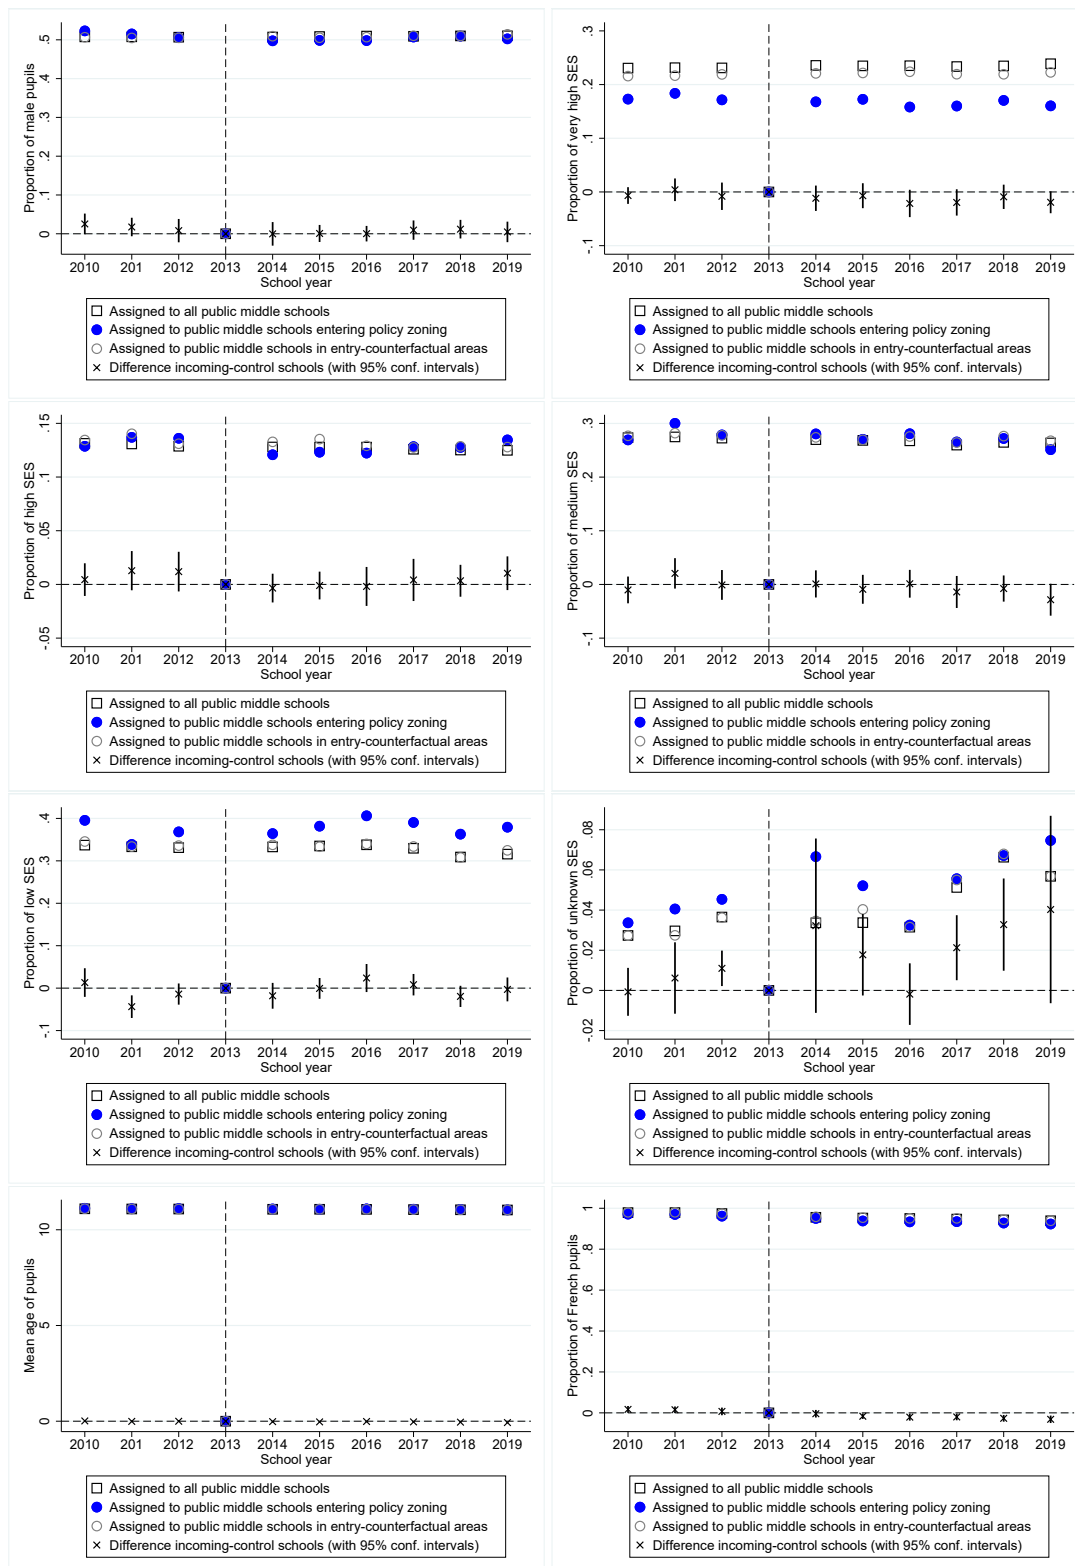 Proportion of male pupils
.5
.4
.3
.2
.1
0
2010 201 2012 2013 2014 2015 2016 2017 2018 2019
School year
Assigned to all public middle schools
Assigned to public middle schools entering policy zoning
Assigned to public middle schools in entry-counterfactual areas
Difference incoming-control schools (with 95% conf. intervals)
Proportion of very high SES
.3
.2
.1
0
-.1
2010 201 2012 2013 2014 2015 2016 2017 2018 2019
School year
Assigned to all public middle schools
Assigned to public middle schools entering policy zoning
Assigned to public middle schools in entry-counterfactual areas
Difference incoming-control schools (with 95% conf. intervals)
Proportion of high SES
.15
.1
.05
0
-.05
2010 201 2012 2013 2014 2015 2016 2017 2018 2019
School year
Assigned to all public middle schools
Assigned to public middle schools entering policy zoning
Assigned to public middle schools in entry-counterfactual areas
Difference incoming-control schools (with 95% conf. intervals)
Proportion of medium SES
.3
.2
.1
0
-.1
2010 201 2012 2013 2014 2015 2016 2017 2018 2019
School year
Assigned to all public middle schools
Assigned to public middle schools entering policy zoning
Assigned to public middle schools in entry-counterfactual areas
Difference incoming-control schools (with 95% conf. intervals)
Proportion of low SES
.4
.3
.2
.1
0
-.1
2010 201 2012 2013 2014 2015 2016 2017 2018 2019
School year
Assigned to all public middle schools
Assigned to public middle schools entering policy zoning
Assigned to public middle schools in entry-counterfactual areas
Difference incoming-control schools (with 95% conf. intervals)
Proportion of unknown SES
.08
.06
.04
.02
0
-.02
2010 201 2012 2013 2014 2015 2016 2017 2018 2019
School year
Assigned to all public middle schools
Assigned to public middle schools entering policy zoning
Assigned to public middle schools in entry-counterfactual areas
Difference incoming-control schools (with 95% conf. intervals)
Mean age of pupils
10
5
0
2010 201 2012 2013 2014 2015 2016 2017 2018 2019
School year
Assigned to all public middle schools
Assigned to public middle schools entering policy zoning
Assigned to public middle schools in entry-counterfactual areas
Difference incoming-control schools (with 95% conf. intervals)
Proportion of French pupils
1
.8
.6
.4
.2
0
2010 201 2012 2013 2014 2015 2016 2017 2018 2019
School year
Assigned to all public middle schools
Assigned to public middle schools entering policy zoning
Assigned to public middle schools in entry-counterfactual areas
Difference incoming-control schools (with 95% conf. intervals)